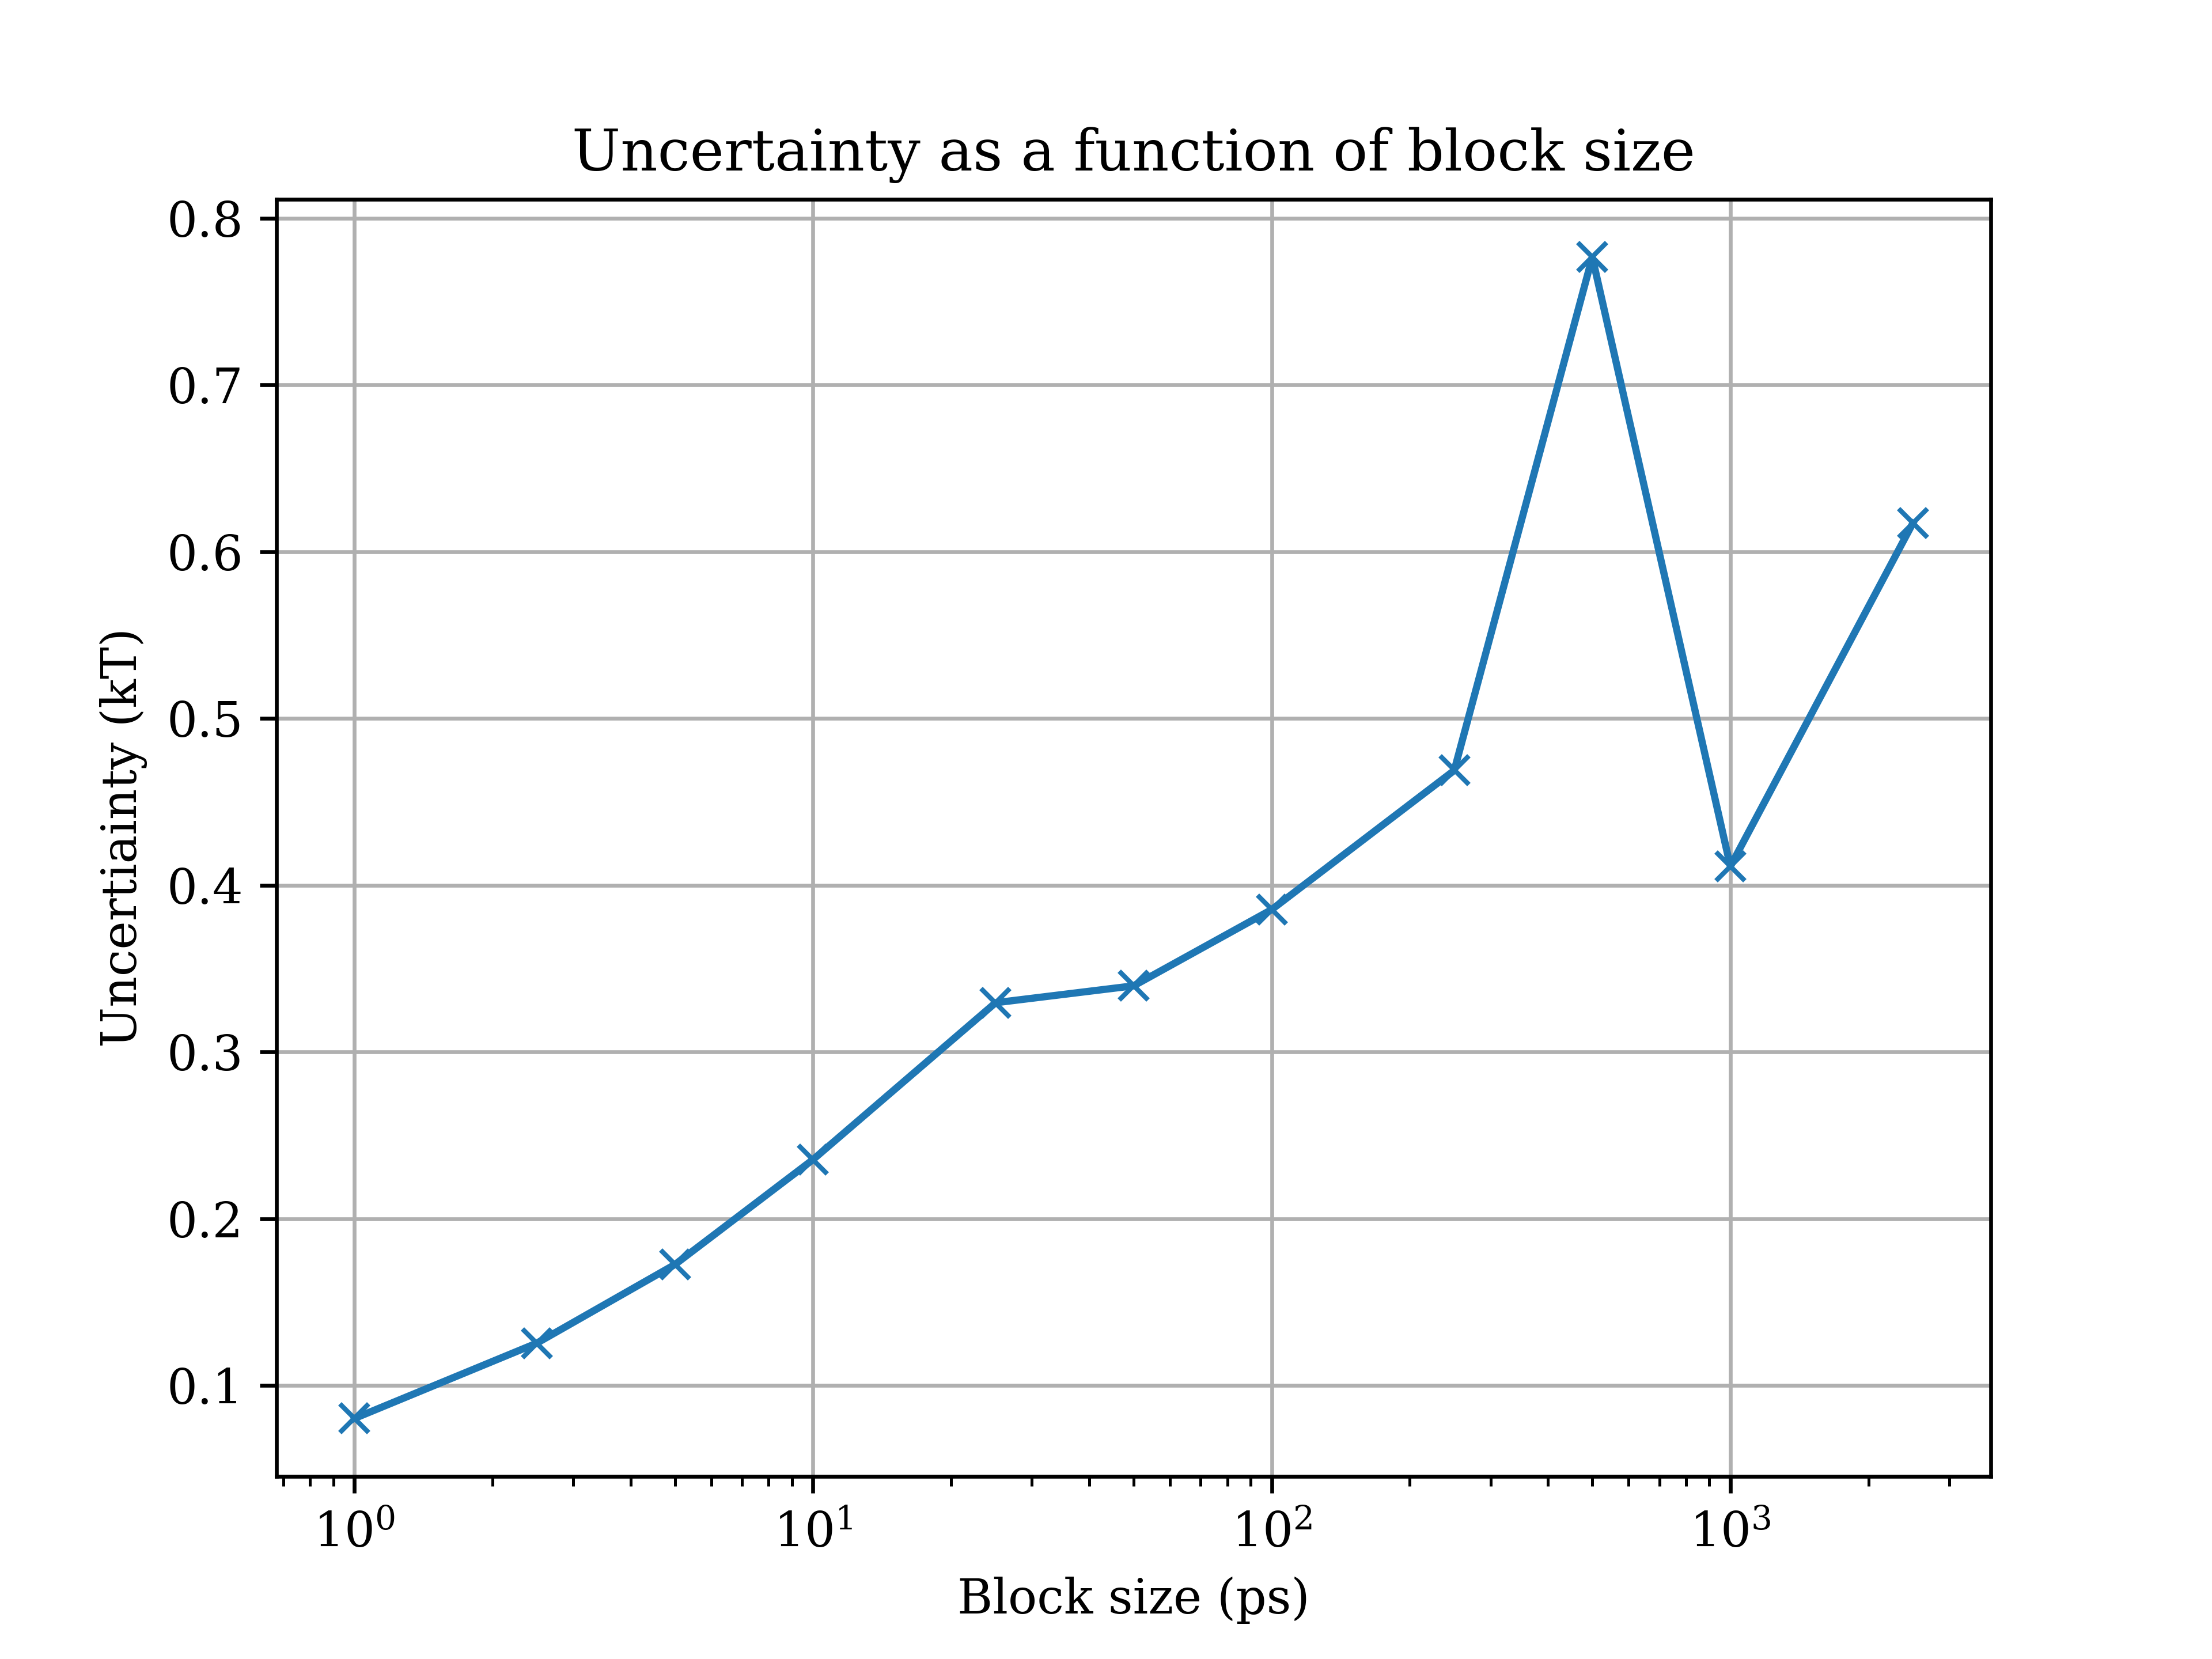 Uncertainty as a function of block size
0.8
0.7
0.6
0.5
0.4
0.3
0.2
0.1
Uncertiainty (kT)
10⁰ 10¹ 10² 10³
Block size (ps)